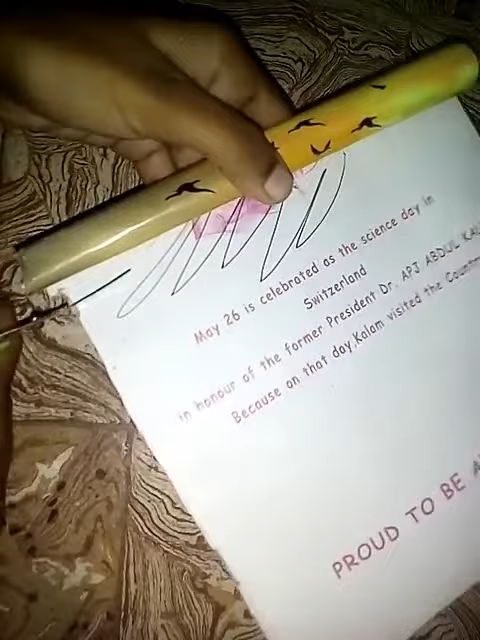 May 26 is celebrated as the science day in
Switzerland
in honour of the former President Dr. APJ ABDUL
Because on that day,Kalam visited the
PROUD TO BE